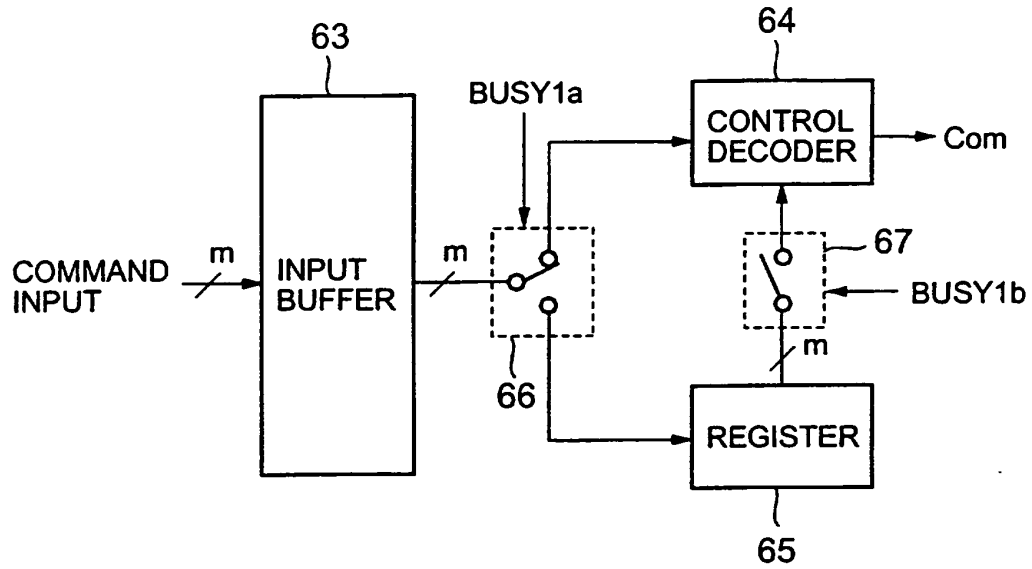 63
64
BUSY1a
CONTROL
DECODER
Com
m
m
67
COMMAND
INPUT
INPUT
BUFFER
BUSY1b
m
66
REGISTER
65